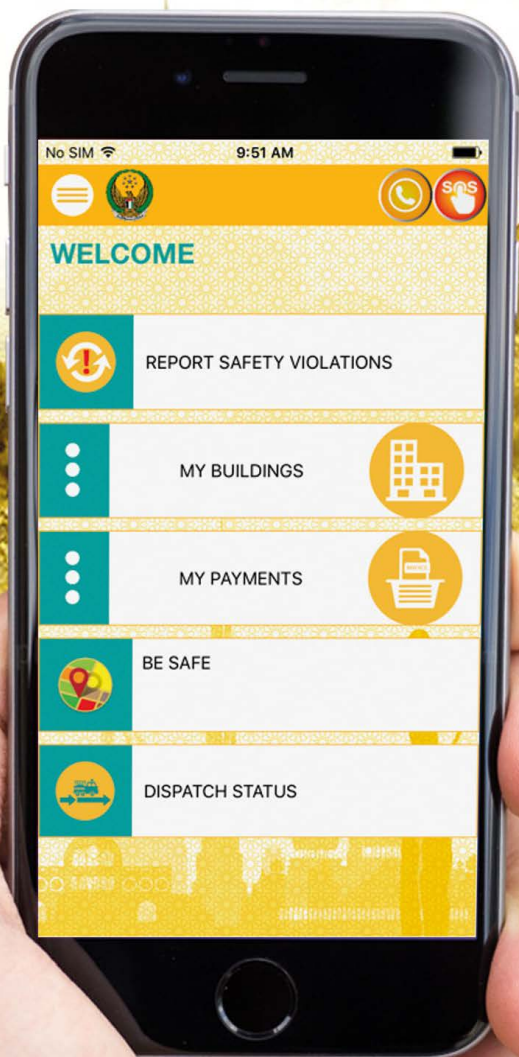 No SIM 9:51 AM
SOS
WELCOME
REPORT SAFETY VIOLATIONS
MY BUILDINGS
MY PAYMENTS
BE SAFE
DISPATCH STATUS